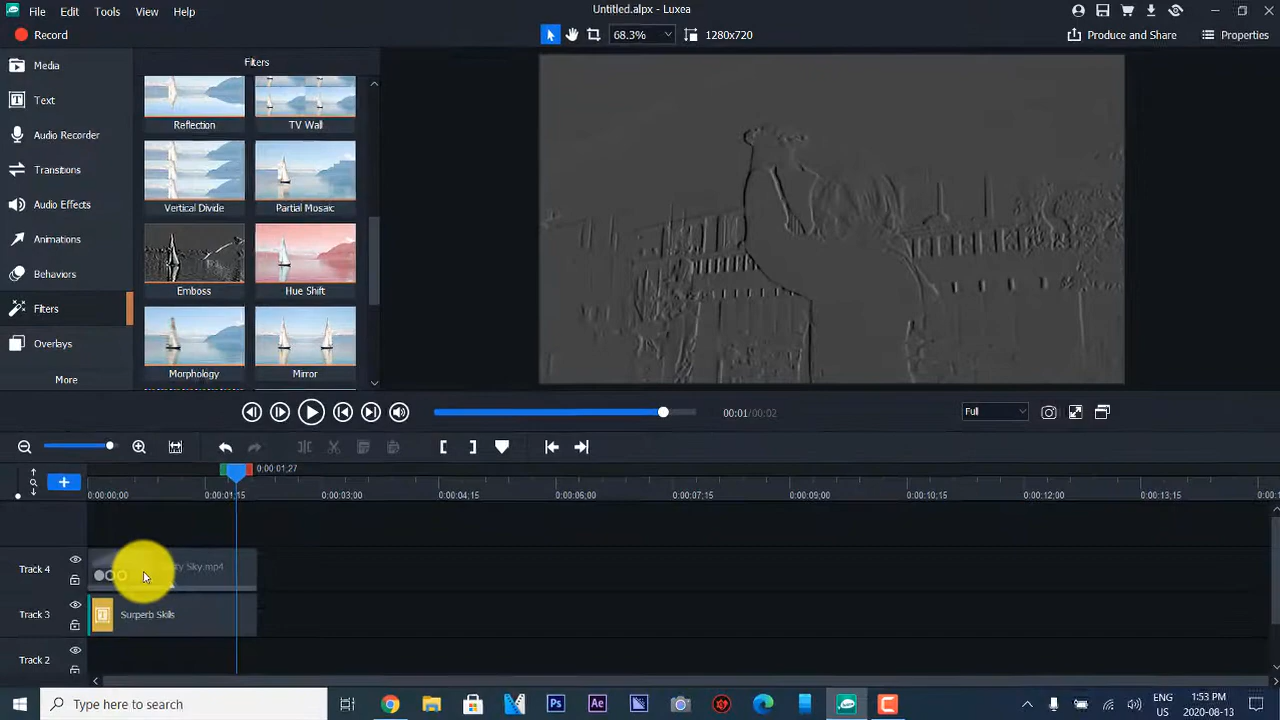 File Edit Tools View Help
Untitled.alpx - Luxea
Record
68.3%
1280x720
Produce and Share
Properties
Media
Text
Audio Recorder
Transitions
Audio Effects
Animations
Behaviors
Filters
Overlays
More
Filters
Reflection
TV Wall
Vertical Divide
Partial Mosaic
Emboss
Hue Shift
Morphology
Mirror
00:01/00:02
Full
0:00:01;27
0:00:00;00
0:00:01;15
0:00:03;00
0:00:04;15
0:00:06;00
0:00:07;15
0:00:09;00
0:00:10;15
0:00:12;00
0:00:13;15
Track 4
Sky.mp4
Track 3
Surperb Skills
Track 2
Type here to search
Ps
Ae
ENG
US
1:53 PM
2020-08-13